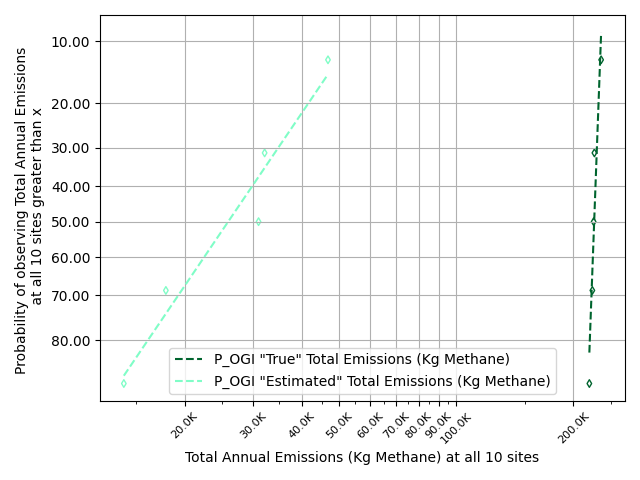 10.00
20.00
30.00
40.00
50.00
60.00
70.00
80.00
Probability of observing Total Annual Emissions
at all 10 sites greater than x
P_OGI "True" Total Emissions (Kg Methane)
P_OGI "Estimated" Total Emissions (Kg Methane)
20.0K 30.0K 40.0K 50.0K 60.0K 70.0K 80.0K 90.0K 100.0K 200.0K
Total Annual Emissions (Kg Methane) at all 10 sites